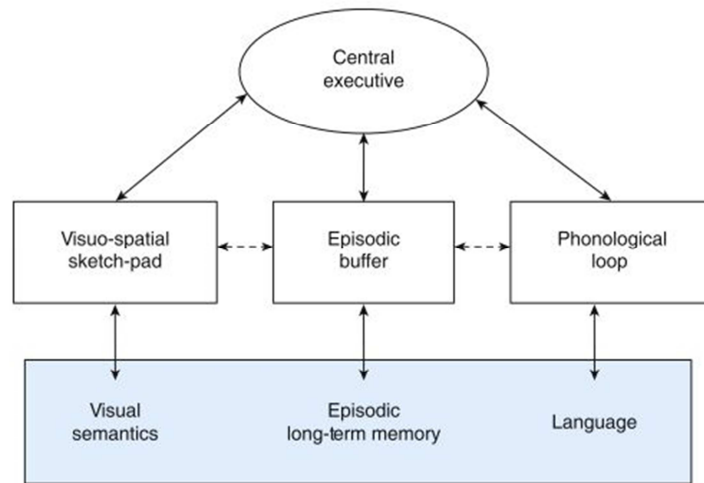 Central
executive
Visuo-spatial
sketch-pad
Episodic
buffer
Phonological
loop
Visual
semantics
Episodic
long-term memory
Language